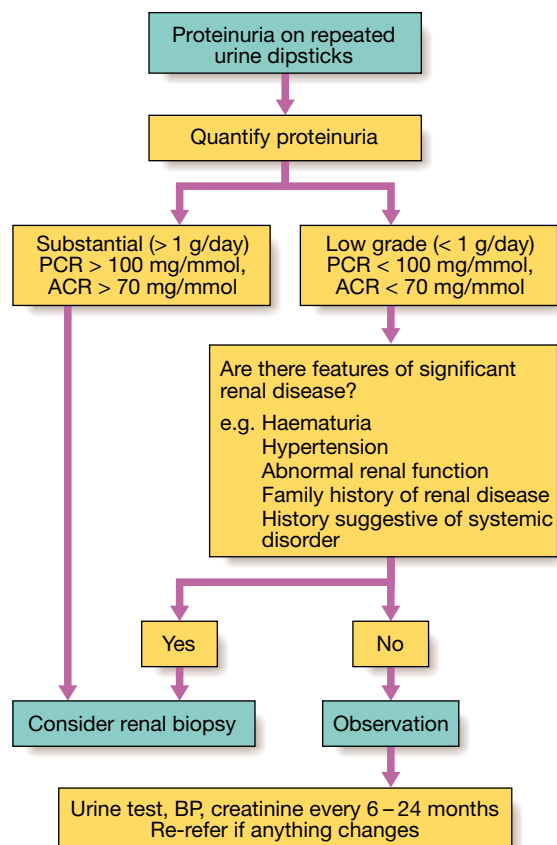 Proteinuria on repeated
urine dipsticks
Quantify proteinuria
Substantial (> 1 g/day)
PCR > 100 mg/mmol,
ACR > 70 mg/mmol
Low grade (< 1 g/day)
PCR < 100 mg/mmol,
ACR < 70 mg/mmol
Are there features of significant
renal disease?
e.g. Haematuria
Hypertension
Abnormal renal function
Family history of renal disease
History suggestive of systemic
disorder
Yes
No
Consider renal biopsy
Observation
Urine test, BP, creatinine every 6 – 24 months
Re-refer if anything changes